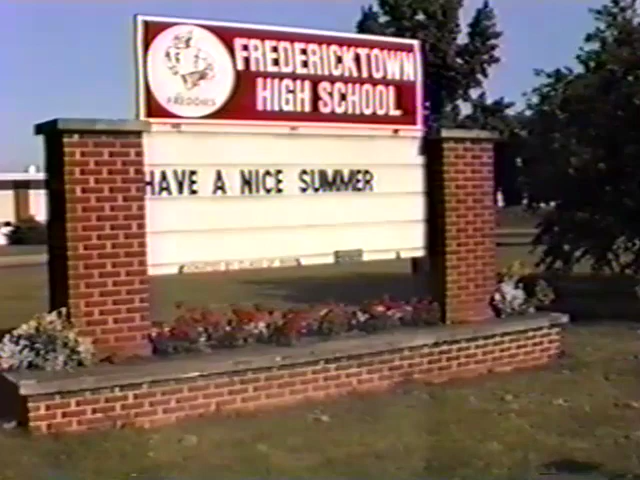 FREDERICKTOWN
HIGH SCHOOL
FREDDIES
HAVE A NICE SUMMER